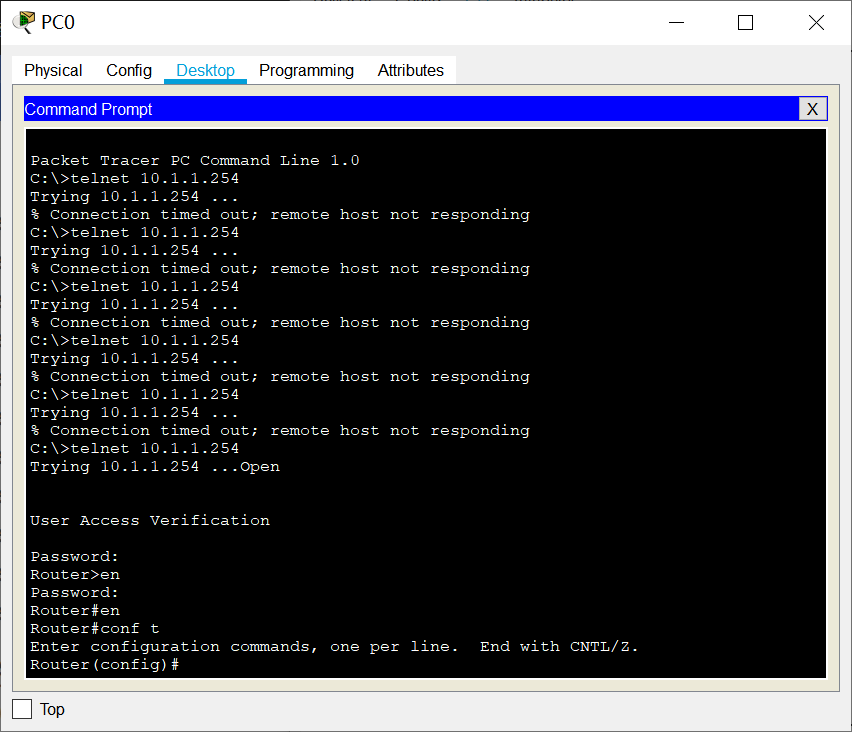 PC0
Physical Config Desktop Programming Attributes
Command Prompt
X
Packet Tracer PC Command Line 1.0
C:\>telnet 10.1.1.254
Trying 10.1.1.254 ...
% Connection timed out; remote host not responding
C:\>telnet 10.1.1.254
Trying 10.1.1.254 ...
% Connection timed out; remote host not responding
C:\>telnet 10.1.1.254
Trying 10.1.1.254 ...
% Connection timed out; remote host not responding
C:\>telnet 10.1.1.254
Trying 10.1.1.254 ...
% Connection timed out; remote host not responding
C:\>telnet 10.1.1.254
Trying 10.1.1.254 ...
% Connection timed out; remote host not responding
C:\>telnet 10.1.1.254
Trying 10.1.1.254 ...Open
User Access Verification
Password:
Router>en
Password:
Router#en
Router#conf t
Enter configuration commands, one per line.  End with CNTL/Z.
Router(config)#
Top